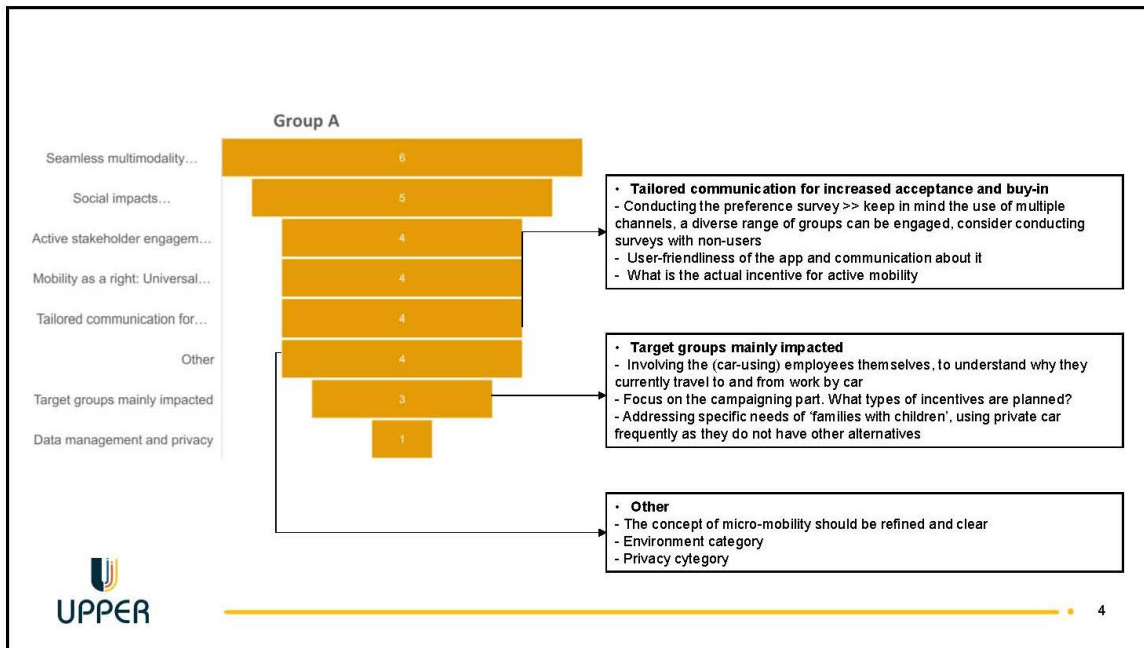 Group A
Seamless multimodality…
6
Social impacts…
5
Active stakeholder engagem…
4
Mobility as a right: Universal…
4
Tailored communication for…
4
Other
4
Target groups mainly impacted
3
Data management and privacy
1
• Tailored communication for increased acceptance and buy-in
- Conducting the preference survey >> keep in mind the use of multiple
channels, a diverse range of groups can be engaged, consider conducting
surveys with non-users
- User-friendliness of the app and communication about it
- What is the actual incentive for active mobility
• Target groups mainly impacted
- Involving the (car-using) employees themselves, to understand why they
currently travel to and from work by car
- Focus on the campaigning part. What types of incentives are planned?
- Addressing specific needs of ‘families with children’, using private car
frequently as they do not have other alternatives
• Other
- The concept of micro-mobility should be refined and clear
- Environment category
- Privacy cytegory
UPPER
4